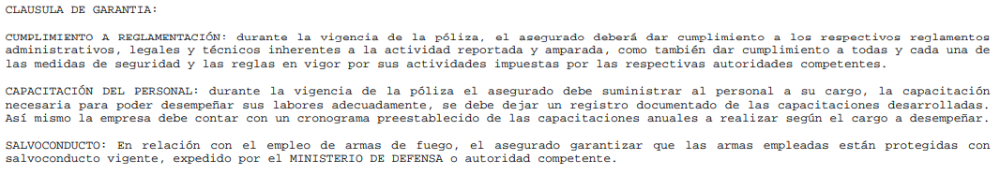 CLAUSULA DE GARANTIA:
CUMPLIMIENTO A REGLAMENTACIÓN: durante la vigencia de la póliza, el asegurado deberá dar cumplimiento a los respectivos reglamentos
administrativos, legales y técnicos inherentes a la actividad reportada y amparada, como también dar cumplimiento a todas y cada una de
las medidas de seguridad y las reglas en vigor por sus actividades impuestas por las respectivas autoridades competentes.
CAPACITACIÓN DEL PERSONAL: durante la vigencia de la póliza el asegurado debe suministrar al personal a su cargo, la capacitación
necesaria para poder desempeñar sus labores adecuadamente, se debe dejar un registro documentado de las capacitaciones desarrolladas.
Así mismo la empresa debe contar con un cronograma preestablecido de las capacitaciones anuales a realizar según el cargo a desempeñar.
SALVOCONDUCTO: En relación con el empleo de armas de fuego, el asegurado garantizar que las armas empleadas están protegidas con
salvoconducto vigente, expedido por el MINISTERIO DE DEFENSA o autoridad competente.